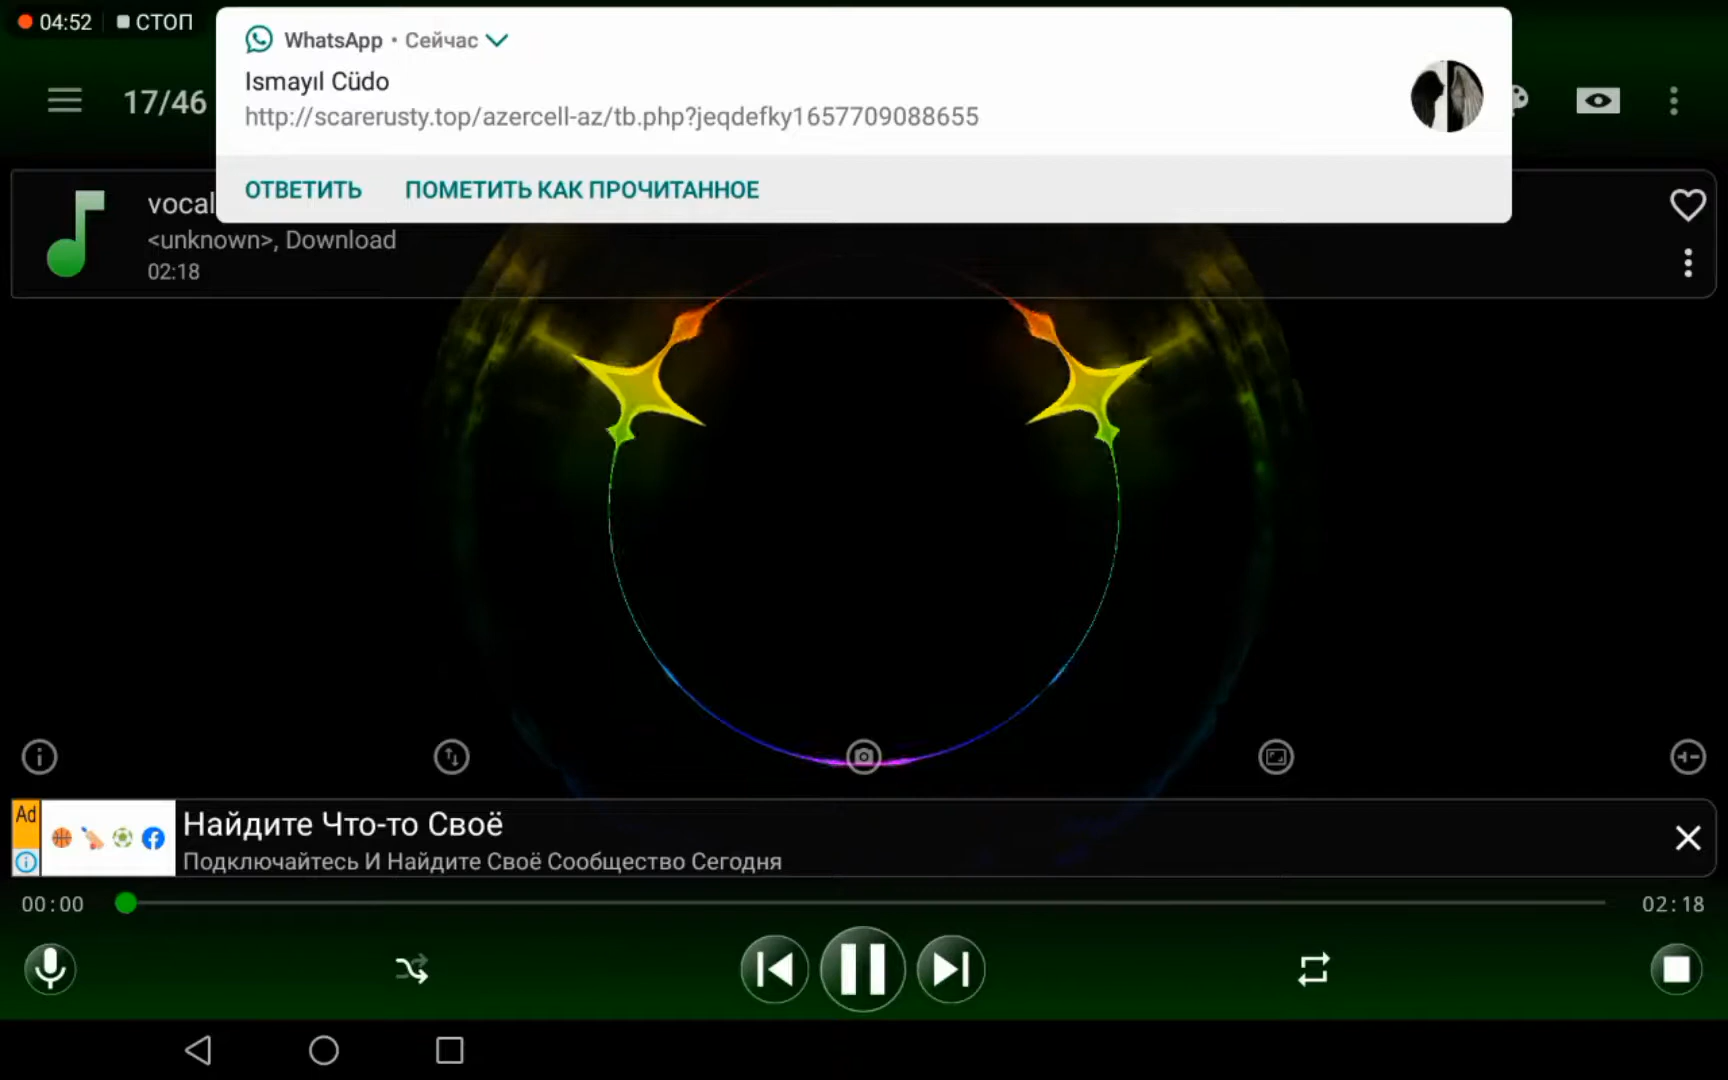 04:52 СТОП
WhatsApp • Сейчас
Ismayıl Cüdo
http://scarerusty.top/azercell-az/tb.php?jeqdefky1657709088655
17/46
ОТВЕТИТЬ ПОМЕТИТЬ КАК ПРОЧИТАННОЕ
vocal
<unknown>, Download
02:18
Ad
Найдите Что-то Своё
Подключайтесь И Найдите Своё Сообщество Сегодня
00:00 02:18